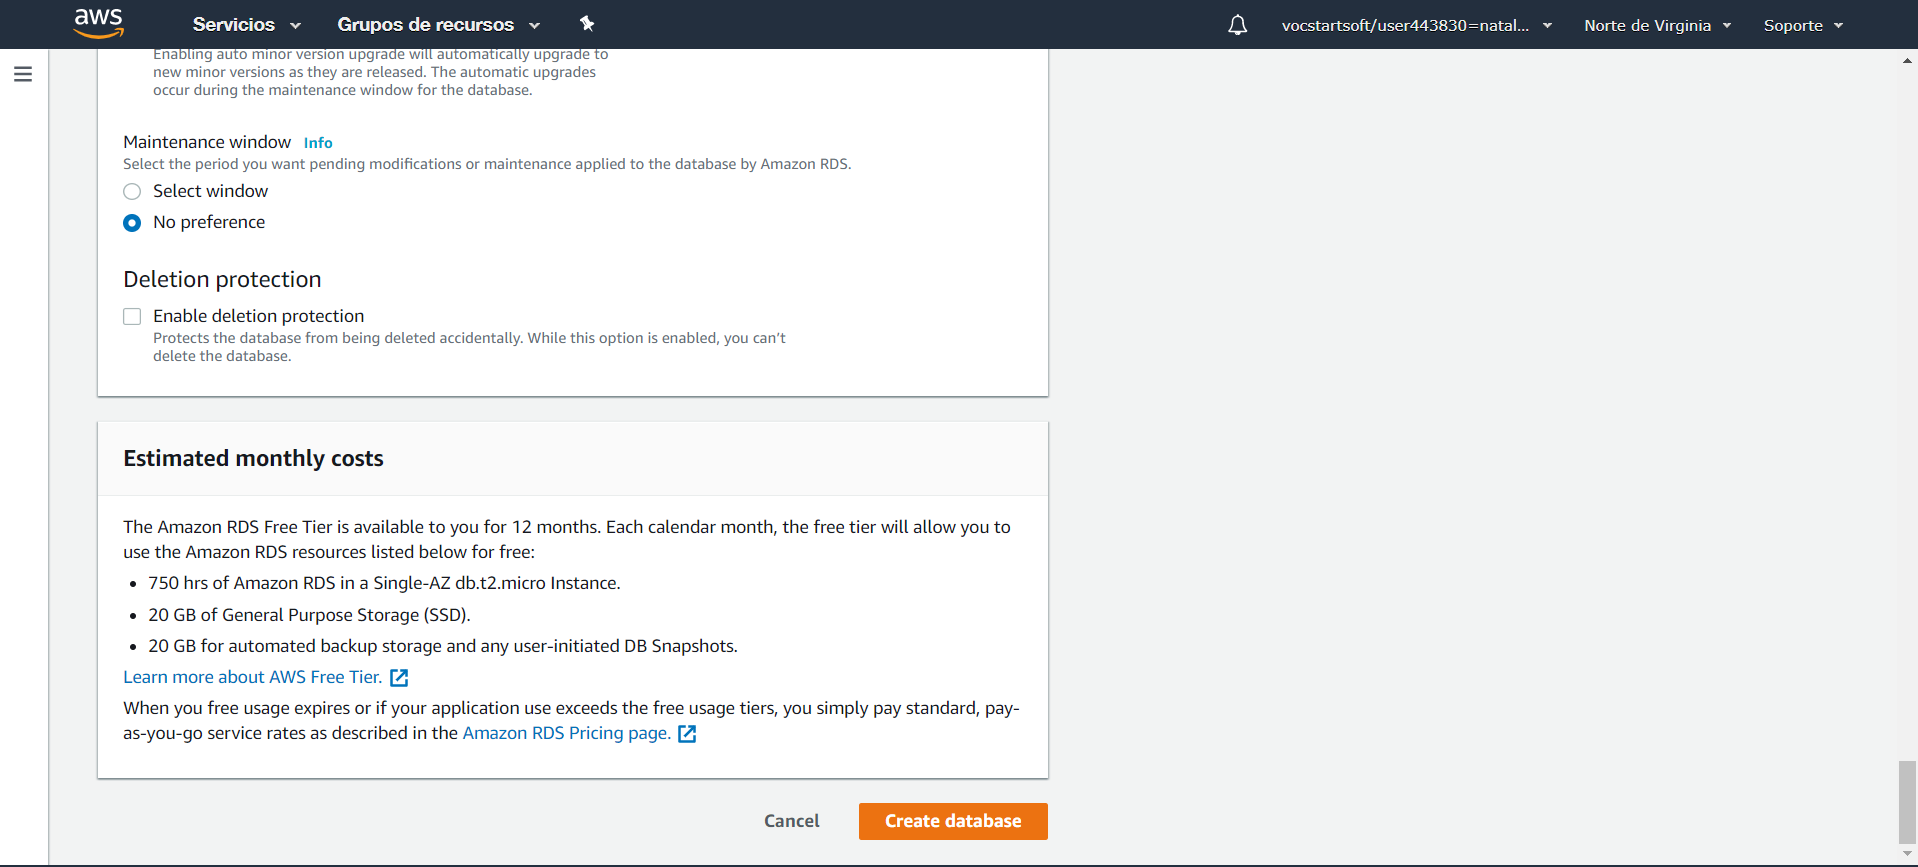 aws Servicios Grupos de recursos vocstartsoft/user443830=natal... Norte de Virginia Soporte
Enabling auto minor version upgrade will automatically upgrade to
new minor versions as they are released. The automatic upgrades
occur during the maintenance window for the database.
Maintenance window Info
Select the period you want pending modifications or maintenance applied to the database by Amazon RDS.
Select window
No preference
Deletion protection
Enable deletion protection
Protects the database from being deleted accidentally. While this option is enabled, you can’t
delete the database.
Estimated monthly costs
The Amazon RDS Free Tier is available to you for 12 months. Each calendar month, the free tier will allow you to
use the Amazon RDS resources listed below for free:
• 750 hrs of Amazon RDS in a Single-AZ db.t2.micro Instance.
• 20 GB of General Purpose Storage (SSD).
• 20 GB for automated backup storage and any user-initiated DB Snapshots.
Learn more about AWS Free Tier.
When you free usage expires or if your application use exceeds the free usage tiers, you simply pay standard, pay-
as-you-go service rates as described in the Amazon RDS Pricing page.
Cancel Create database